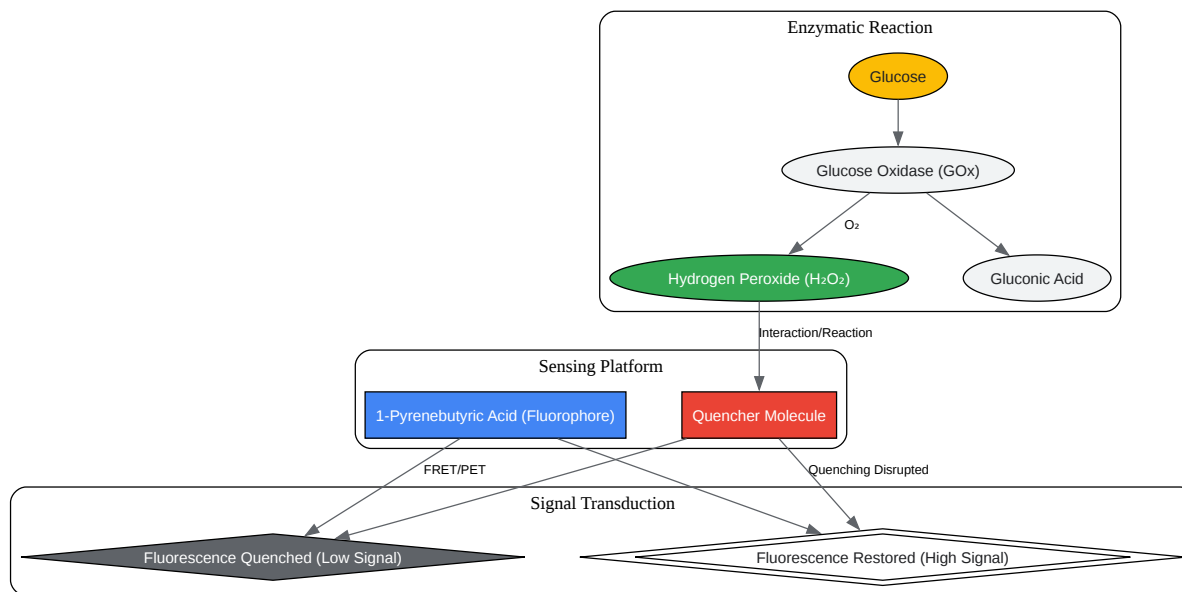 Enzymatic Reaction
Glucose
Glucose Oxidase (GOx)
O₂
Hydrogen Peroxide (H₂O₂)
Gluconic Acid
Interaction/Reaction
Sensing Platform
1-Pyrenebutyric Acid (Fluorophore)
Quencher Molecule
FRET/PET
Quenching Disrupted
Signal Transduction
Fluorescence Quenched (Low Signal)
Fluorescence Restored (High Signal)